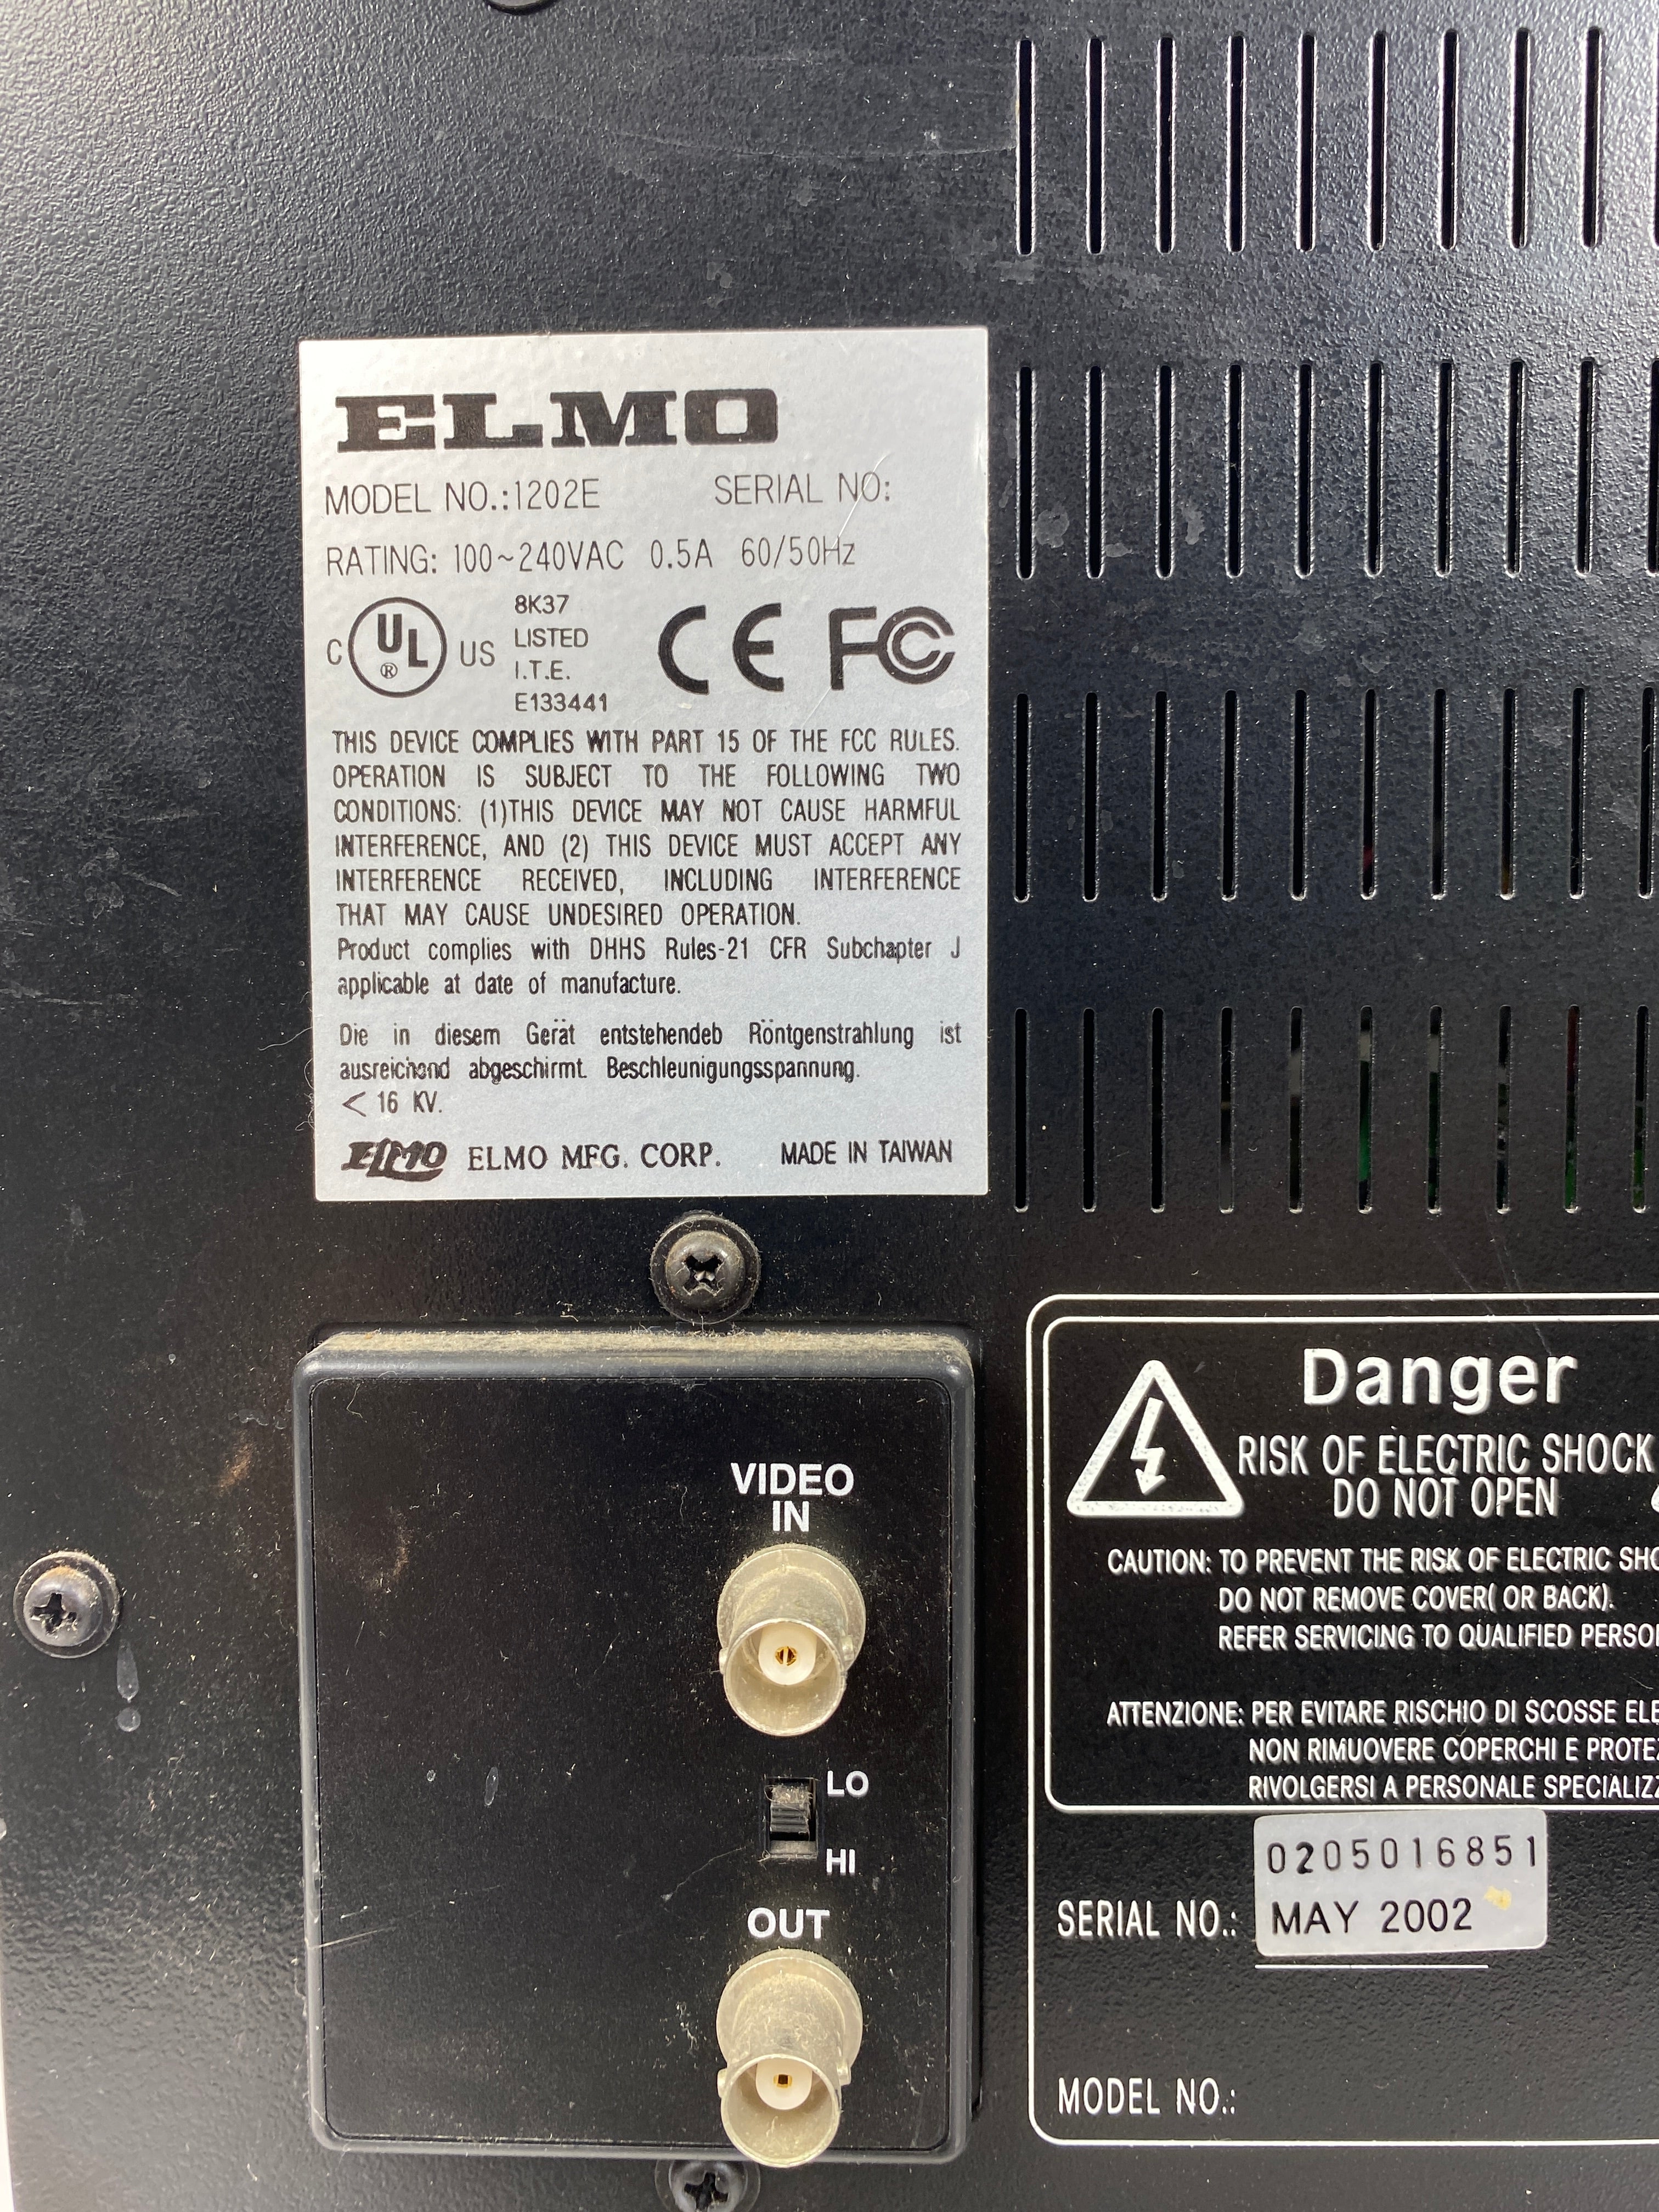 ELMO
MODEL NO.:1202E SERIAL NO:
RATING: 100~240VAC 0.5A 60/50Hz
C UL ® US
8K37
LISTED
I.T.E.
E133441
CE FC
THIS DEVICE COMPLIES WITH PART 15 OF THE FCC RULES.
OPERATION IS SUBJECT TO THE FOLLOWING TWO
CONDITIONS: (1)THIS DEVICE MAY NOT CAUSE HARMFUL
INTERFERENCE, AND (2) THIS DEVICE MUST ACCEPT ANY
INTERFERENCE RECEIVED, INCLUDING INTERFERENCE
THAT MAY CAUSE UNDESIRED OPERATION.
Product complies with DHHS Rules-21 CFR Subchapter J
applicable at date of manufacture.
Die in diesem Gerät entstehendeb Röntgenstrahlung ist
ausreichond abgeschirmt. Beschleunigungsspannung.
< 16 KV.
ELMO ELMO MFG. CORP. MADE IN TAIWAN
VIDEO
IN
LO
HI
OUT
Danger
RISK OF ELECTRIC SHOCK
DO NOT OPEN
CAUTION: TO PREVENT THE RISK OF ELECTRIC SHO
DO NOT REMOVE COVER( OR BACK).
REFER SERVICING TO QUALIFIED PERSO
ATTENZIONE: PER EVITARE RISCHIO DI SCOSSE ELE
NON RIMUOVERE COPERCHI E PROTEZ
RIVOLGERSI A PERSONALE SPECIALIZZ
0205016851
SERIAL NO.: MAY 2002
MODEL NO.: